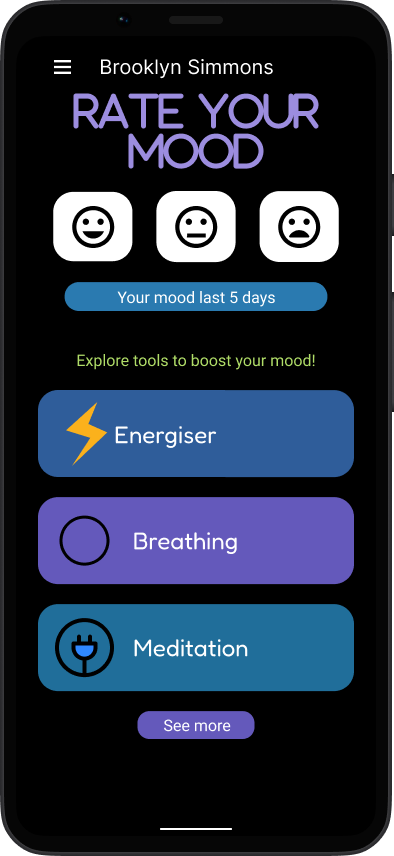 Brooklyn Simmons
RATE YOUR
MOOD
Your mood last 5 days
Explore tools to boost your mood!
Energiser
Breathing
Meditation
See more